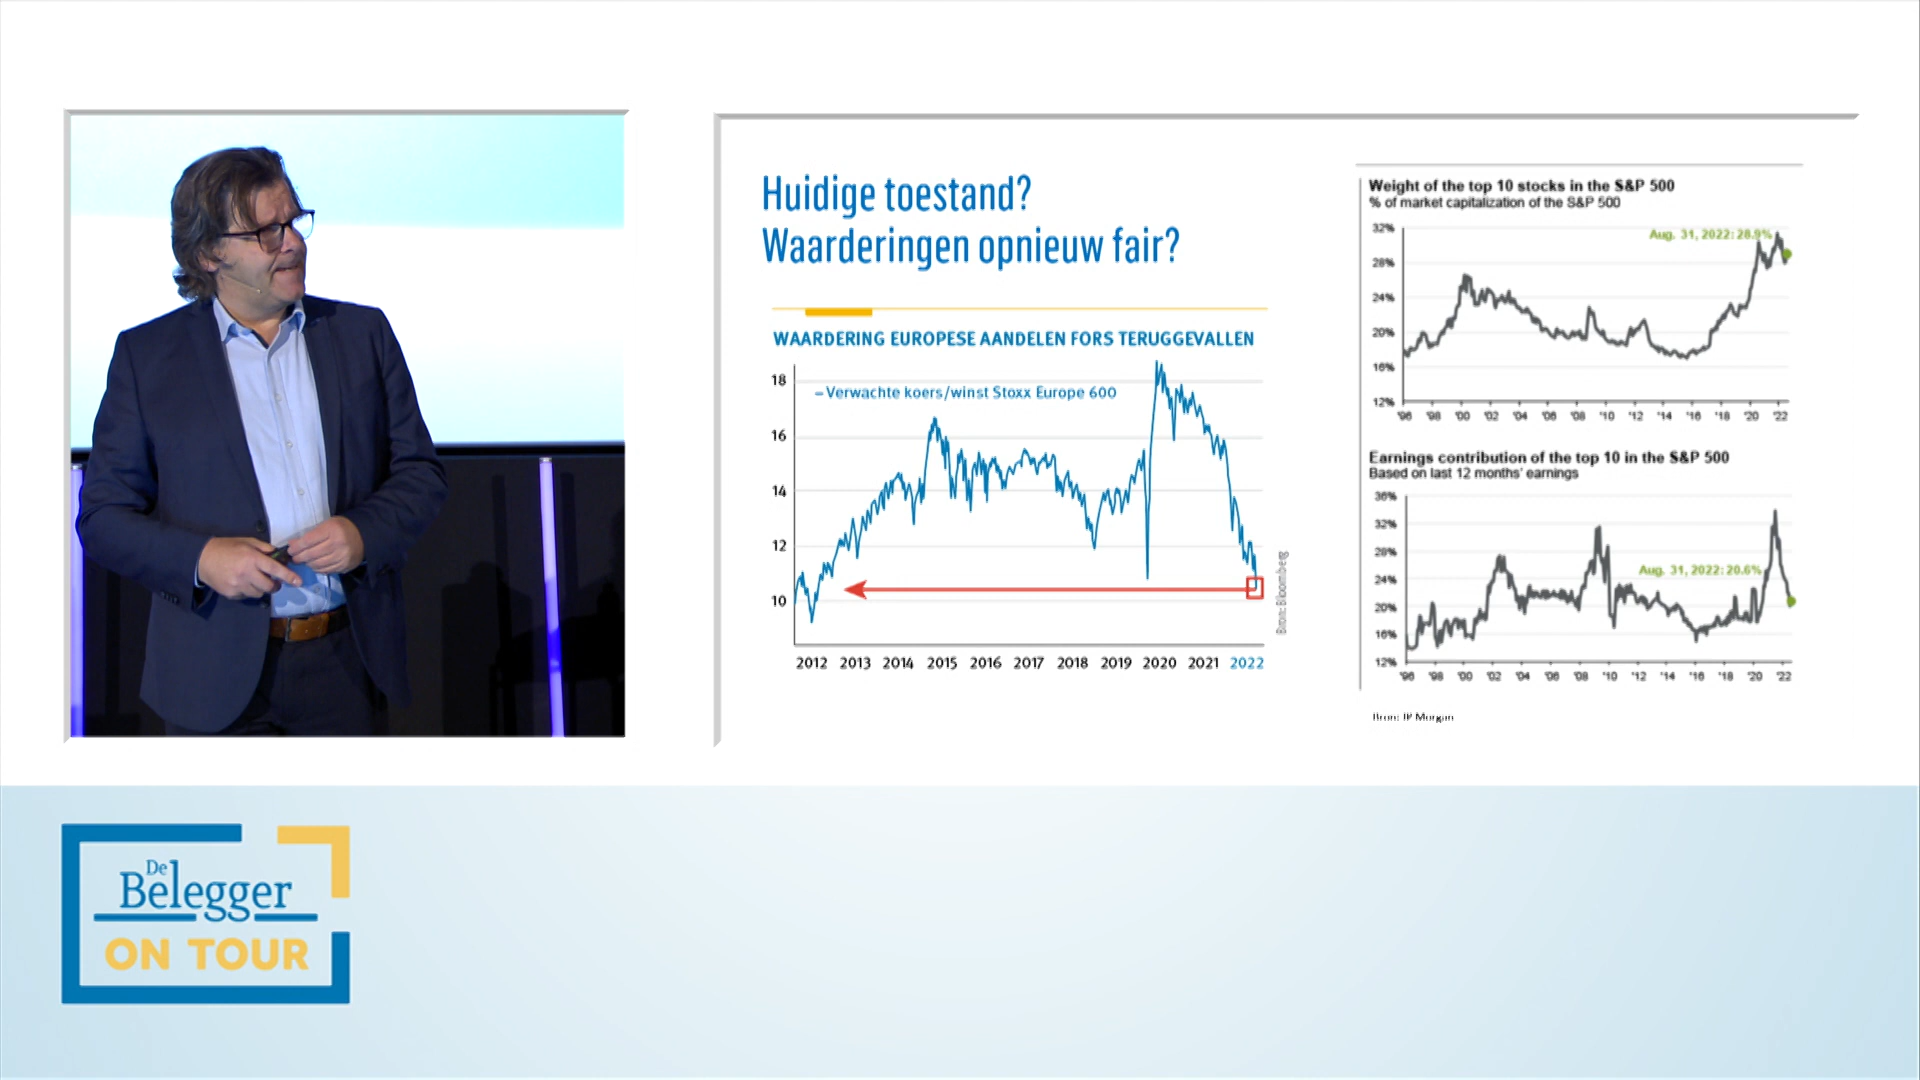 Huidige toestand?
Waarderingen opnieuw fair?
WAARDERING EUROPESE AANDELEN FORS TERUGGEVALLEN
Verwachte koers/winst Stoxx Europe 600
18
16
14
12
10
2012 2013 2014 2015 2016 2017 2018 2019 2020 2021 2022
Bron: Bloomberg
Weight of the top 10 stocks in the S&P 500
% of market capitalization of the S&P 500
Aug. 31, 2022: 28.9%
32%
28%
24%
20%
16%
12%
'96 '98 '00 '02 '04 '06 '08 '10 '12 '14 '16 '18 '20 '22
Earnings contribution of the top 10 in the S&P 500
Based on last 12 months' earnings
36%
32%
28%
Aug. 31, 2022: 20.6%
24%
20%
16%
12%
'96 '98 '00 '02 '04 '06 '08 '10 '12 '14 '16 '18 '20 '22
Bron: JP Morgan
De
Belegger
ON TOUR